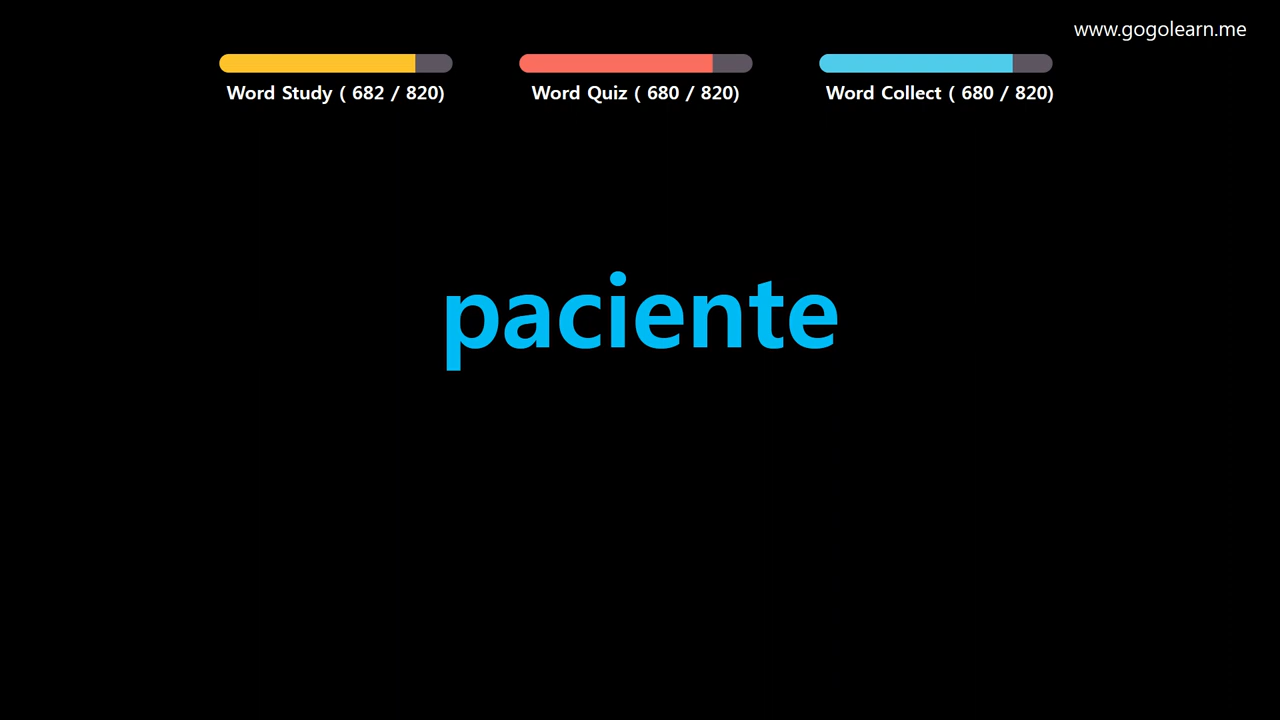 www.gogolearn.me
Word Study ( 682 / 820)
Word Quiz ( 680 / 820)
Word Collect ( 680 / 820)
paciente